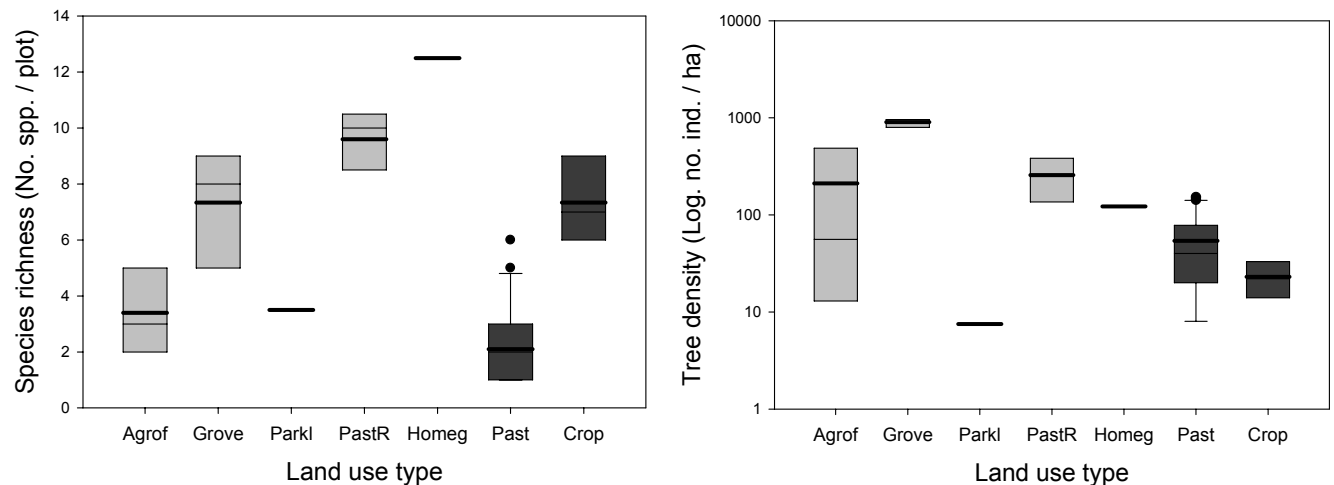 Species richness (No. spp. / plot)
14
12
10
8
6
4
2
0
Agrof Grove Parkl PastR Homeg Past Crop
Land use type
Tree density (Log. no. ind. / ha)
10000
1000
100
10
1
Agrof Grove Parkl PastR Homeg Past Crop
Land use type